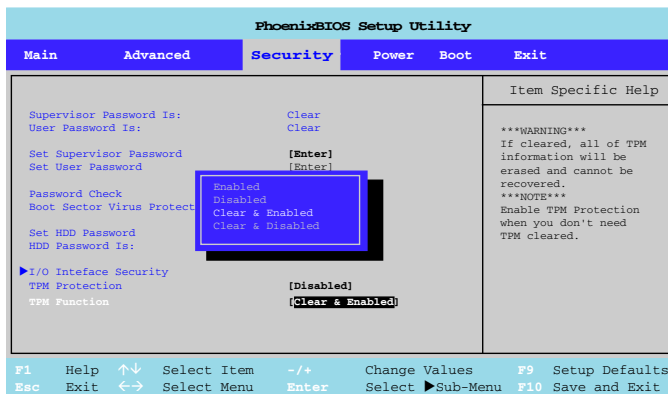 PhoenixBIOS Setup Utility
Main Advanced Security Power Boot Exit
Item Specific Help
Supervisor Password Is: Clear
User Password Is: Clear
Set Supervisor Password [Enter]
Set User Password [Enter]
Password Check
Boot Sector Virus Protect
Set HDD Password
HDD Password Is:
▶I/O Inteface Security
TPM Protection [Disabled]
TPM Function [Clear & Enabled]
Enabled
Disabled
Clear & Enabled
Clear & Disabled
***WARNING***
If cleared, all of TPM
information will be
erased and cannot be
recovered.
***NOTE***
Enable TPM Protection
when you don't need
TPM cleared.
F1 Help ↑↓ Select Item -/+ Change Values F9 Setup Defaults
Esc Exit ←→ Select Menu Enter Select ▶Sub-Menu F10 Save and Exit